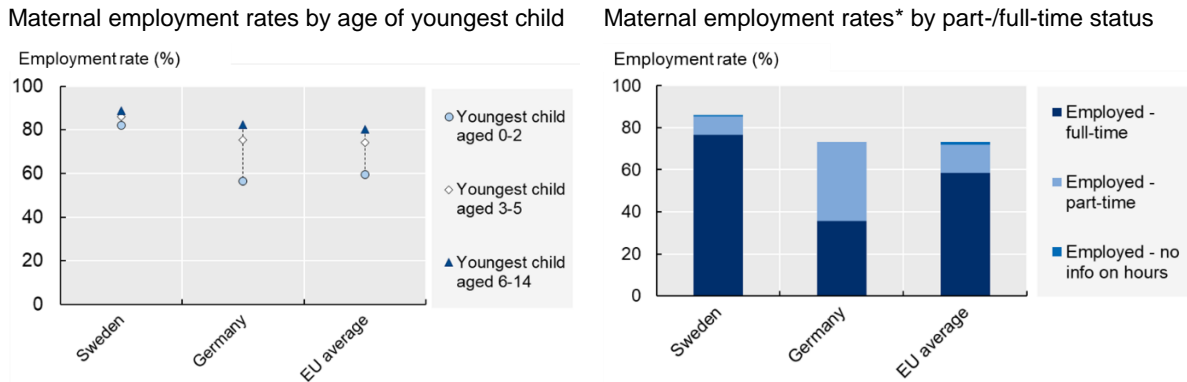 Maternal employment rates by age of youngest child
Employment rate (%)
100
80
60
40
20
0
Sweden
Germany
EU average
Youngest child
aged 0-2
Youngest child
aged 3-5
Youngest child
aged 6-14
Maternal employment rates* by part-/full-time status
Employment rate (%)
100
80
60
40
20
0
Sweden
Germany
EU average
Employed -
full-time
Employed -
part-time
Employed - no
info on hours